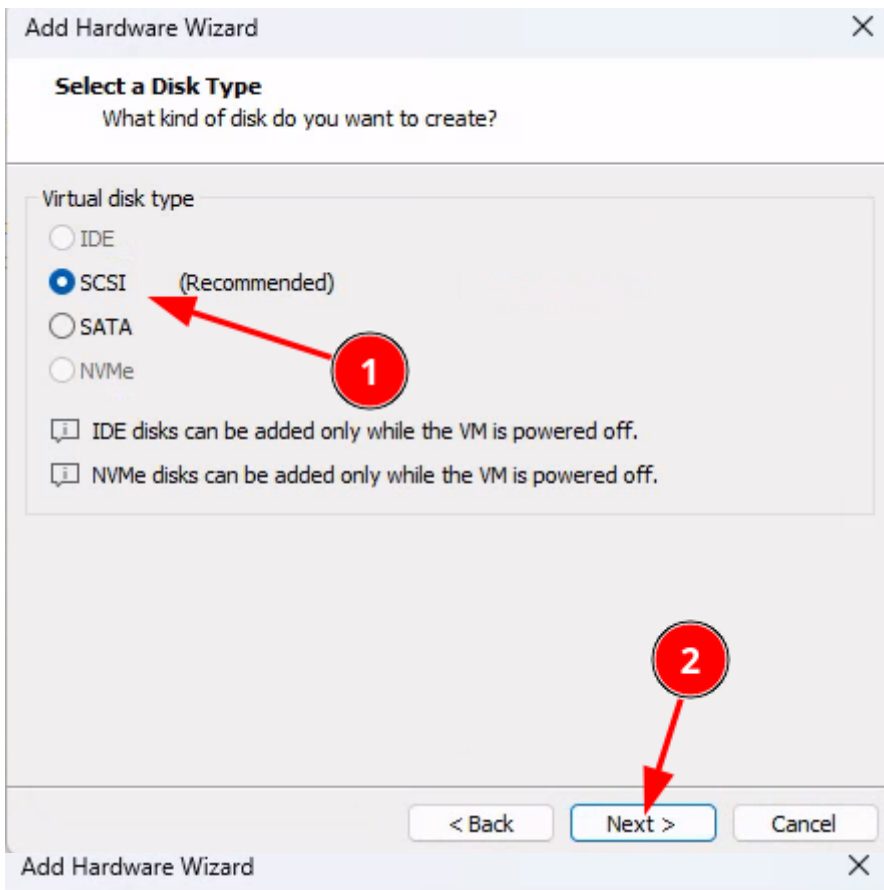 Add Hardware Wizard
Select a Disk Type
What kind of disk do you want to create?
Virtual disk type
IDE
SCSI (Recommended)
SATA
1
NVMe
IDE disks can be added only while the VM is powered off.
NVMe disks can be added only while the VM is powered off.
2
< Back Next > Cancel
Add Hardware Wizard